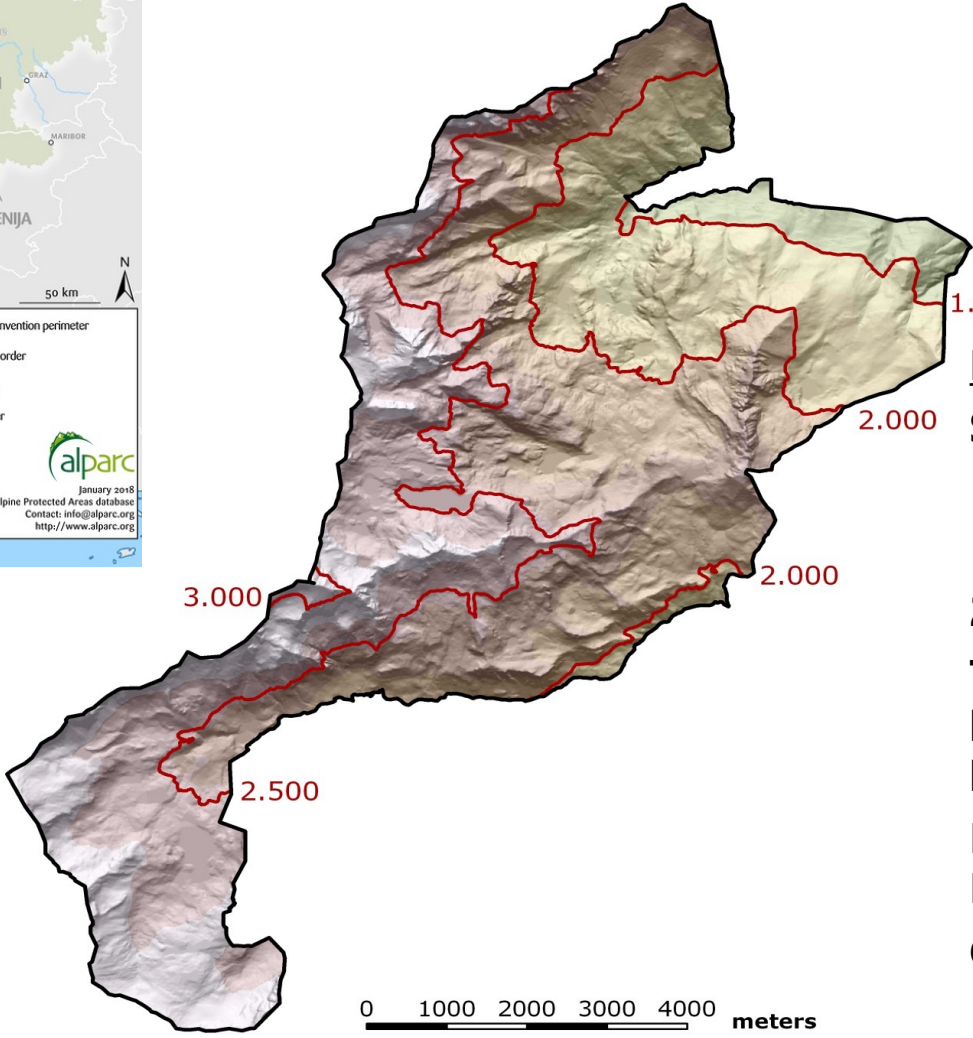 GRAZ
MARIBOR
ENIJA
N
50 km
nvention perimeter
order
alparc
January 2018
lpine Protected Areas database
Contact: info@alparc.org
http://www.alparc.org
1.
2.000
2.000
3.000
2.500
0 1000 2000 3000 4000 meters